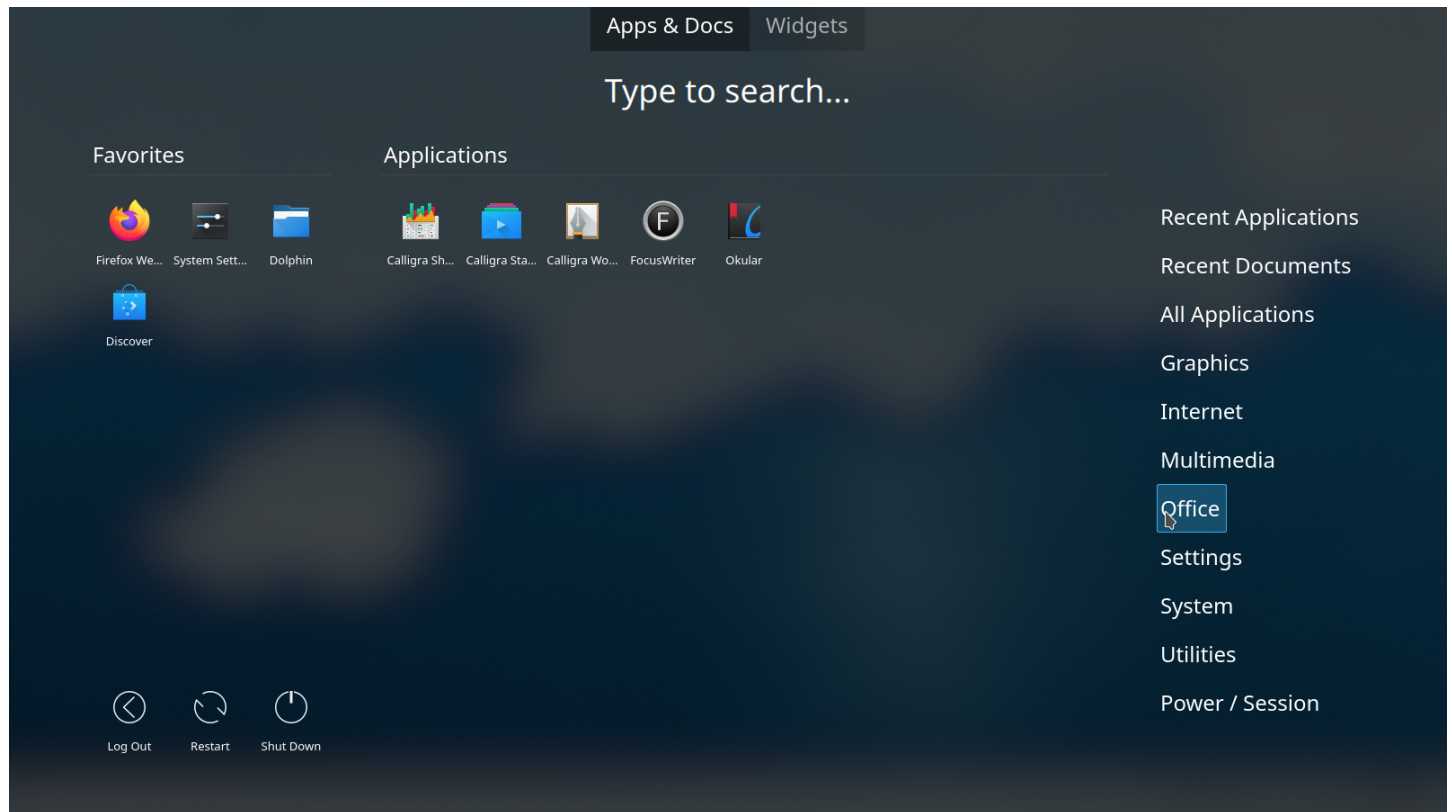 Apps & Docs Widgets
Type to search...
Favorites
Applications
Firefox We... System Sett... Dolphin
Discover
Calligra Sh... Calligra Sta... Calligra Wo... FocusWriter Okular
Recent Applications
Recent Documents
All Applications
Graphics
Internet
Multimedia
Office
Settings
System
Utilities
Power / Session
Log Out Restart Shut Down